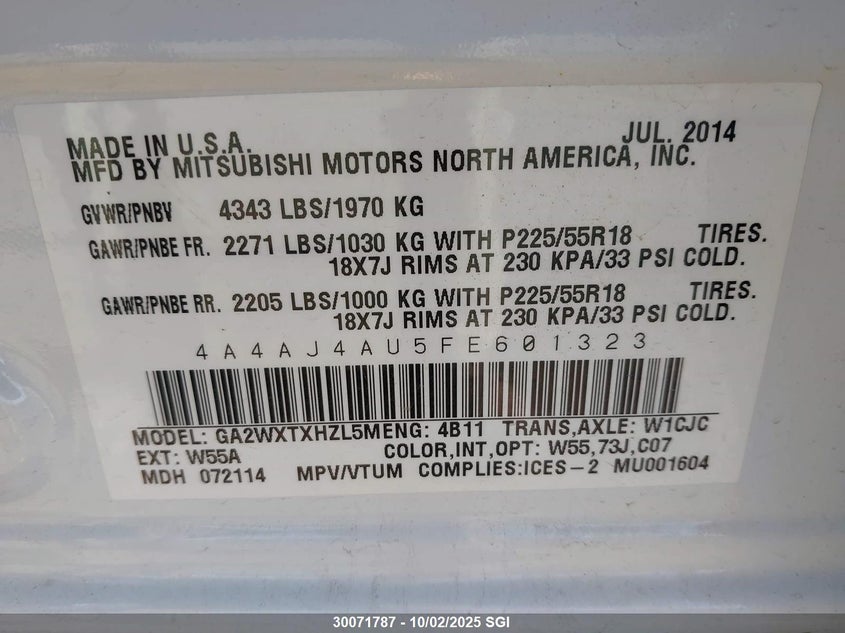 JUL. 2014
MADE IN U.S.A.
MFD BY MITSUBISHI MOTORS NORTH AMERICA, INC.
GVWR/PNBV 4343 LBS/1970 KG
GAWR/PNBE FR. 2271 LBS/1030 KG WITH P225/55R18 TIRES.
18X7J RIMS AT 230 KPA/33 PSI COLD.
GAWR/PNBE RR. 2205 LBS/1000 KG WITH P225/55R18 TIRES.
18X7J RIMS AT 230 KPA/33 PSI COLD.
4A4AJ4AU5FE601323
MODEL: GA2WXTXHZL5MENG: 4B11 TRANS,AXLE: W1CJC
EXT: W55A COLOR,INT,OPT: W55,73J,C07
MDH 072114 MPV/VTUM COMPLIES:ICES-2 MU001604
30071787 - 10/02/2025 SGI